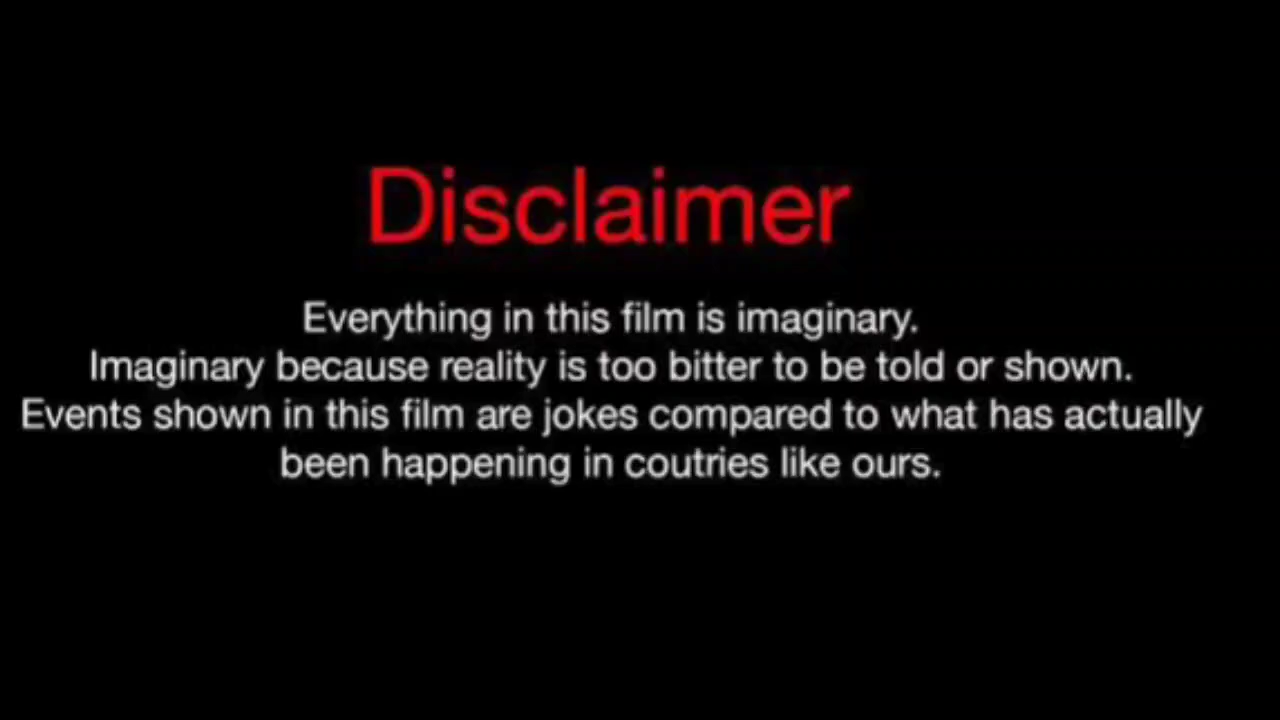 Disclaimer
Everything in this film is imaginary.
Imaginary because reality is too bitter to be told or shown.
Events shown in this film are jokes compared to what has actually
been happening in coutries like ours.